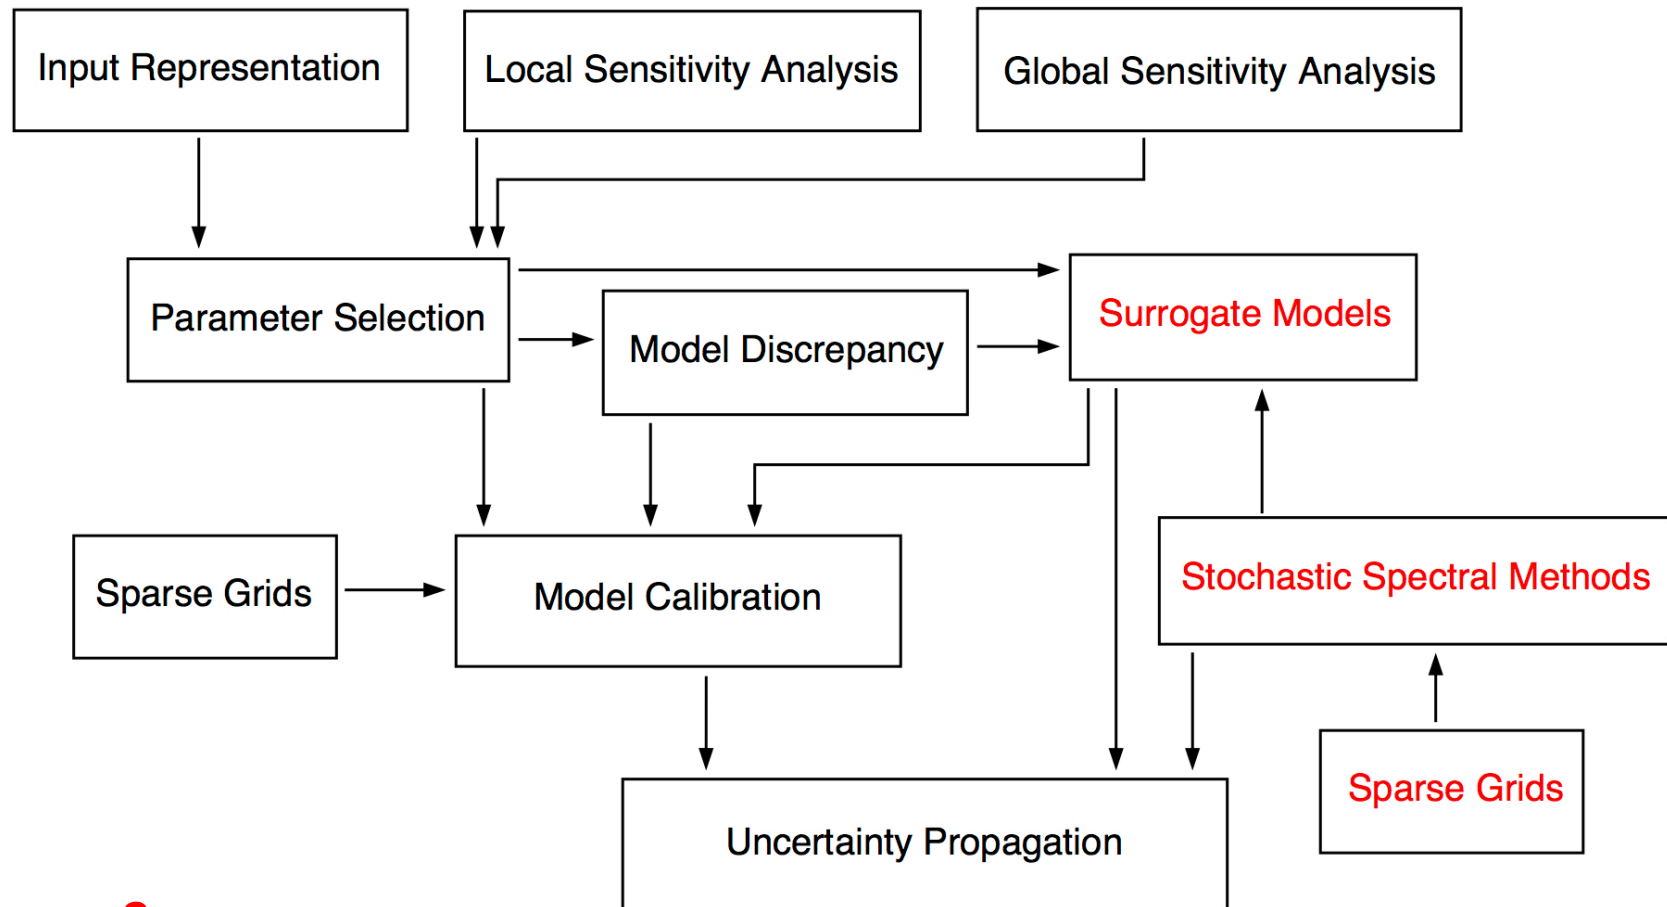 Input Representation
Local Sensitivity Analysis
Global Sensitivity Analysis
Parameter Selection
Model Discrepancy
Surrogate Models
Sparse Grids
Model Calibration
Stochastic Spectral Methods
Sparse Grids
Uncertainty Propagation